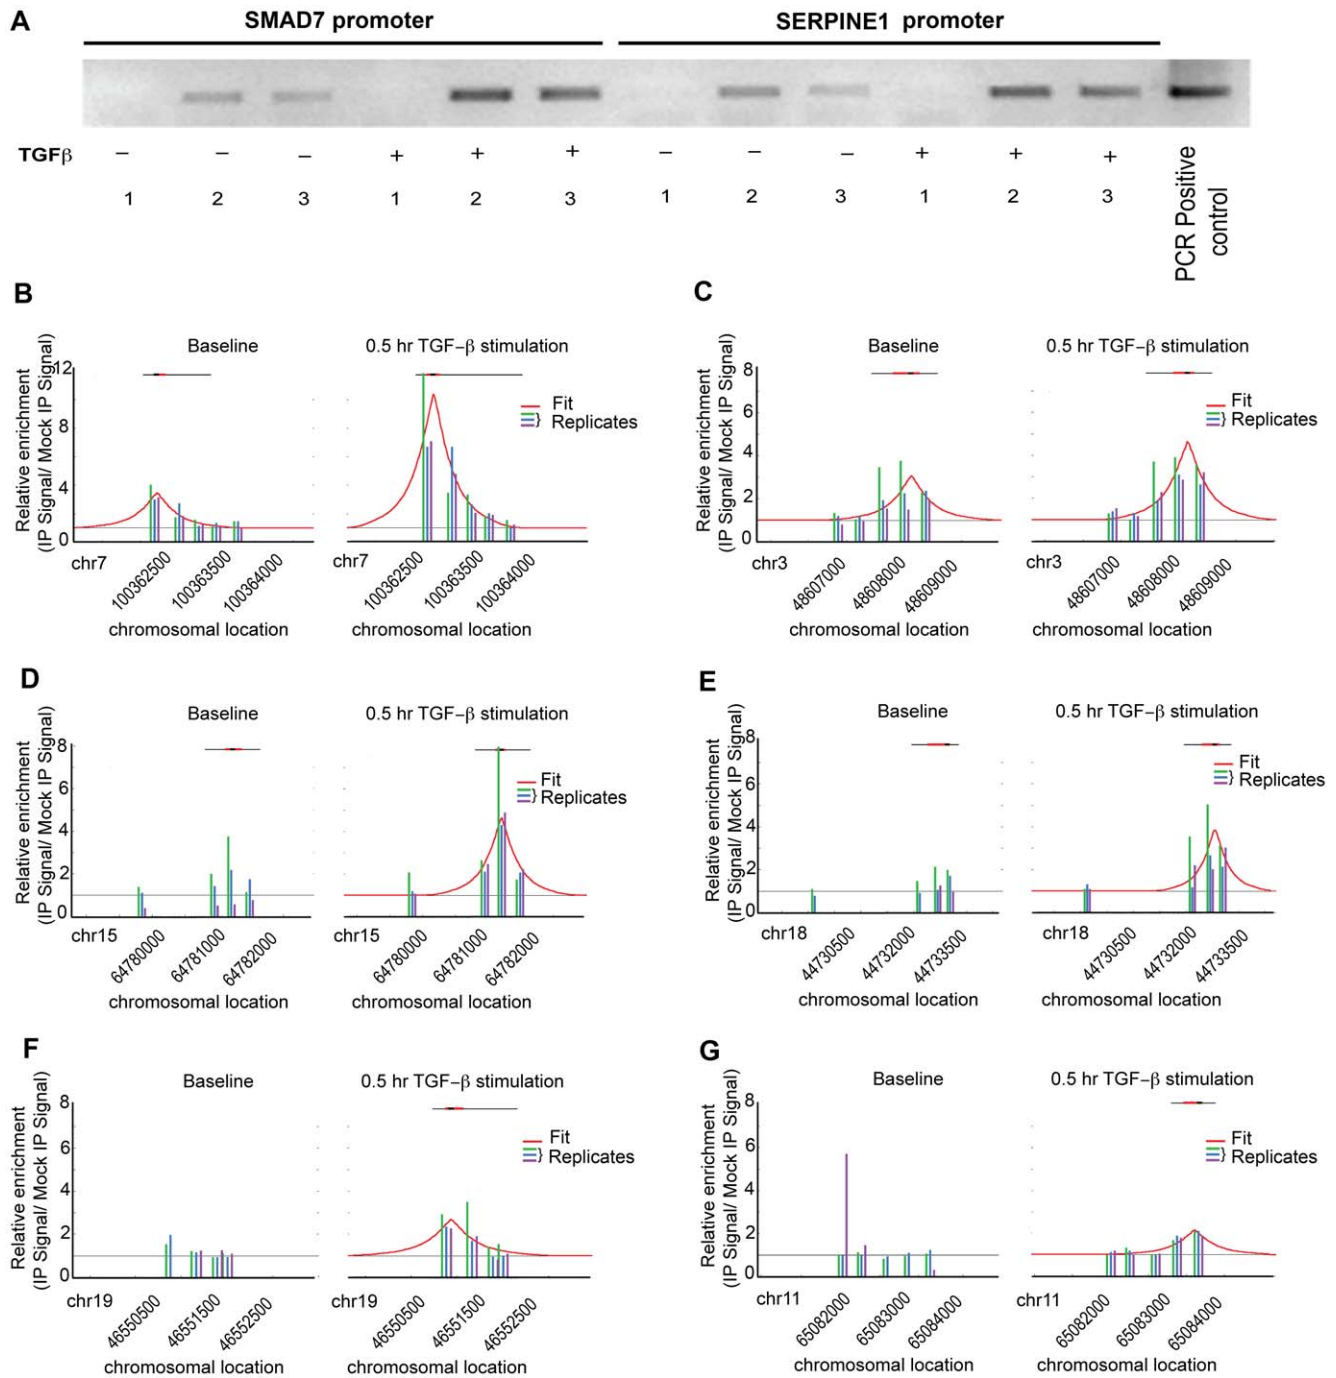 A
SMAD7 promoter SERPINE1 promoter
TGFβ − − − + + + − − − + + +
1 2 3 1 2 3 1 2 3 1 2 3
PCR Positive control
B
Baseline 0.5 hr TGF−β stimulation
Relative enrichment
(IP Signal/ Mock IP Signal)
12
8
4
0
Fit
} Replicates
chr7 100362500 100363500 100364000
chr7 100362500 100363500 100364000
chromosomal location chromosomal location
C
Baseline 0.5 hr TGF−β stimulation
Relative enrichment
(IP Signal/ Mock IP Signal)
8
6
4
2
0
Fit
} Replicates
chr3 48607000 48608000 48609000
chr3 48607000 48608000 48609000
chromosomal location chromosomal location
D
Baseline 0.5 hr TGF−β stimulation
Relative enrichment
(IP Signal/ Mock IP Signal)
8
6
4
2
0
Fit
} Replicates
chr15 64780000 64781000 64782000
chr15 64780000 64781000 64782000
chromosomal location chromosomal location
E
Baseline 0.5 hr TGF−β stimulation
Relative enrichment
(IP Signal/ Mock IP Signal)
8
6
4
2
0
Fit
} Replicates
chr18 44730500 44732000 44733500
chr18 44730500 44732000 44733500
chromosomal location chromosomal location
F
Baseline 0.5 hr TGF−β stimulation
Relative enrichment
(IP Signal/ Mock IP Signal)
8
6
4
2
0
Fit
} Replicates
chr19 46550500 46551500 46552500
chr19 46550500 46551500 46552500
chromosomal location chromosomal location
G
Baseline 0.5 hr TGF−β stimulation
Relative enrichment
(IP Signal/ Mock IP Signal)
8
6
4
2
0
Fit
} Replicates
chr11 65082000 65083000 65084000
chr11 65082000 65083000 65084000
chromosomal location chromosomal location